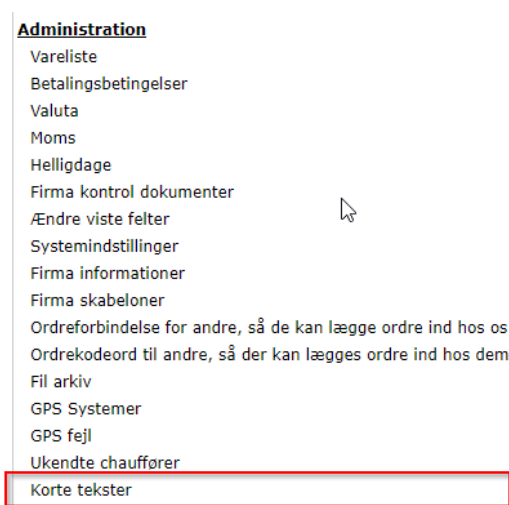 Administration
Vareliste
Betalingsbetingelser
Valuta
Moms
Helligdage
Firma kontrol dokumenter
Ændre viste felter
Systemindstillinger
Firma informationer
Firma skabeloner
Ordreforbindelse for andre, så de kan lægge ordre ind hos os
Ordrekodeord til andre, så der kan lægges ordre ind hos dem
Fil arkiv
GPS Systemer
GPS fejl
Ukendte chauffører
Korte tekster